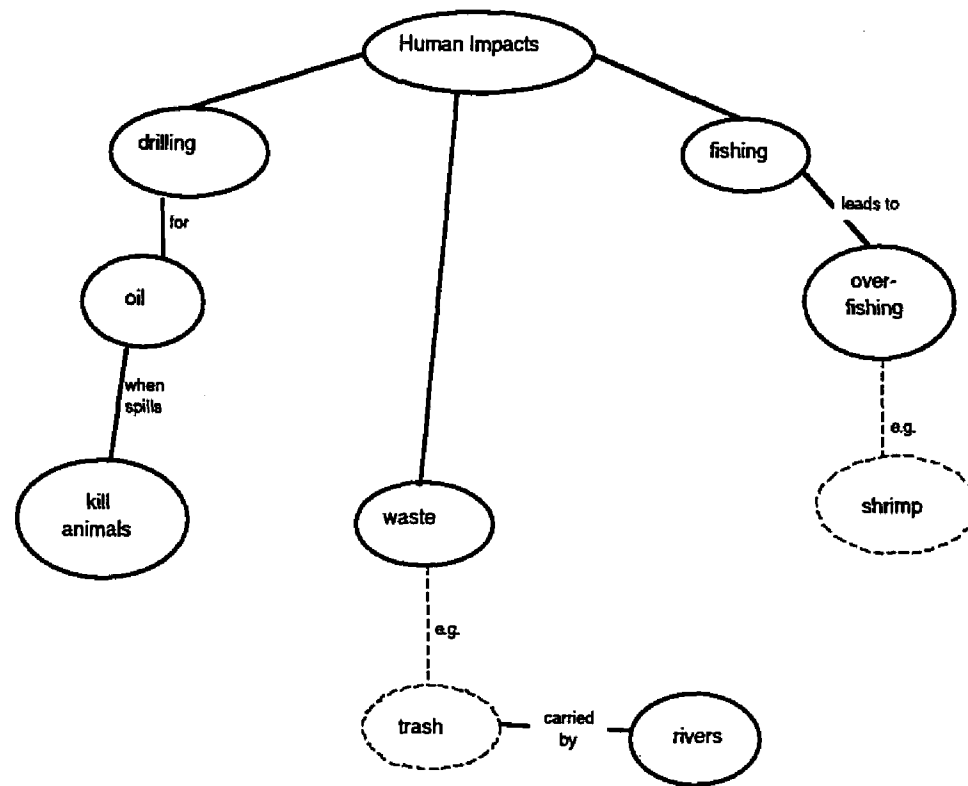 Human Impacts
drilling
fishing
for
leads to
oil
over-
fishing
when
spills
e.g.
kill
animals
waste
shrimp
e.g.
trash
carried
by
rivers